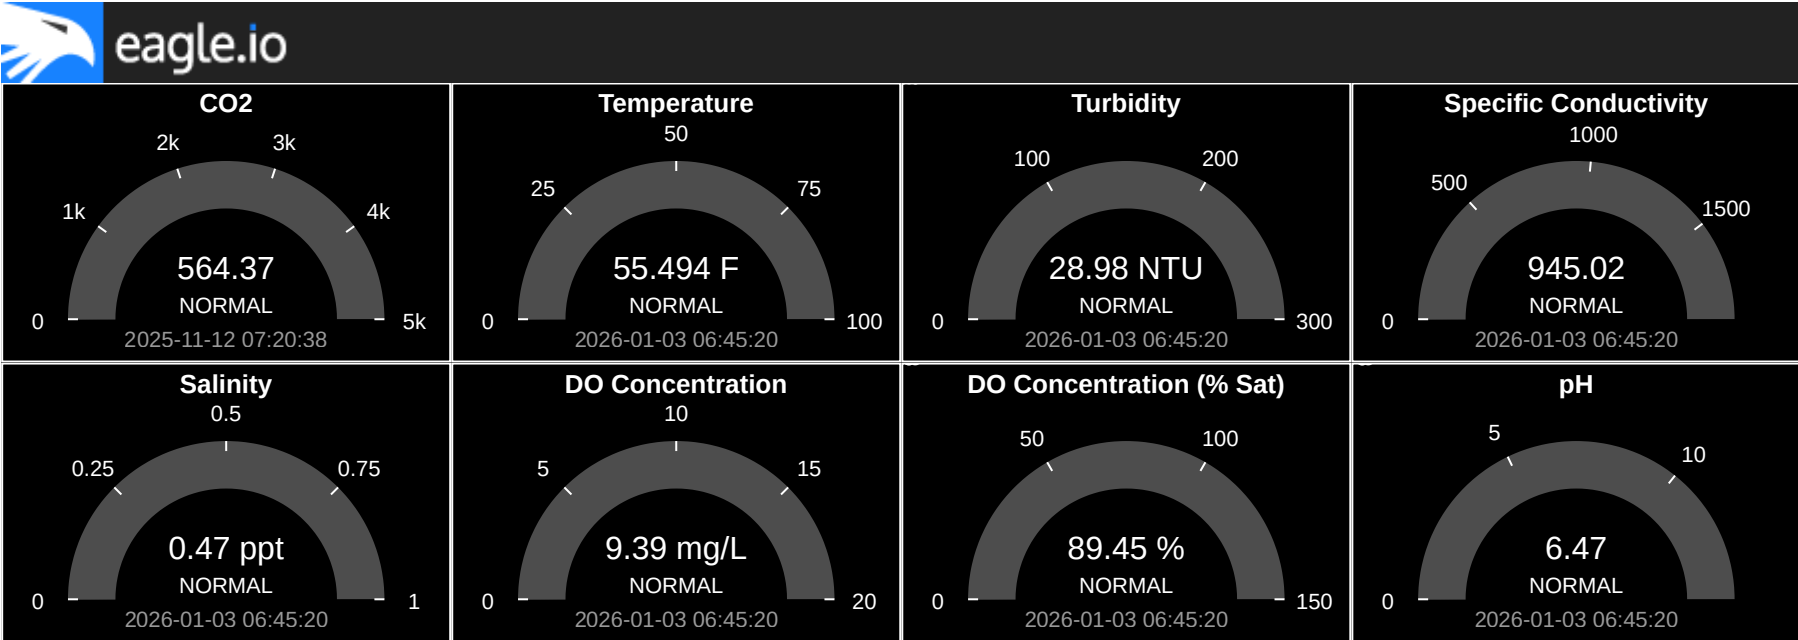 eagle.io
CO2
0
1k
2k
3k
4k
5k
564.37
NORMAL
2025-11-12 07:20:38
Temperature
0
25
50
75
100
55.494 F
NORMAL
2026-01-03 06:45:20
Turbidity
0
100
200
300
28.98 NTU
NORMAL
2026-01-03 06:45:20
Specific Conductivity
0
500
1000
1500
945.02
NORMAL
2026-01-03 06:45:20
Salinity
0
0.25
0.5
0.75
1
0.47 ppt
NORMAL
2026-01-03 06:45:20
DO Concentration
0
5
10
15
20
9.39 mg/L
NORMAL
2026-01-03 06:45:20
DO Concentration (% Sat)
0
50
100
150
89.45 %
NORMAL
2026-01-03 06:45:20
pH
0
5
10
6.47
NORMAL
2026-01-03 06:45:20